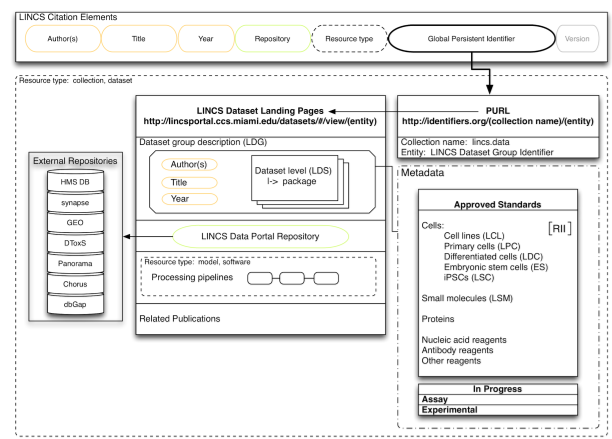 LINCS Citation Elements
Author(s) Title Year Repository Resource type Global Persistent Identifier Version
Resource type: collection, dataset
LINCS Dataset Landing Pages
http://lincsportal.ccs.miami.edu/datasets/#/view/(entity)
Dataset group description (LDG)
Author(s)
Title
Year
Dataset level (LDS)
I-> package
LINCS Data Portal Repository
Resource type: model, software
Processing pipelines
Related Publications
PURL
http://identifiers.org/(collection name)/(entity)
Collection name: lincs.data
Entity: LINCS Dataset Group Identifier
External Repositories
HMS DB
synapse
GEO
DToxS
Panorama
Chorus
dbGap
Metadata
Approved Standards
[RII]
Cells:
Cell lines (LCL)
Primary cells (LPC)
Differentiated cells (LDC)
Embryonic stem cells (ES)
iPSCs (LSC)
Small molecules (LSM)
Proteins
Nucleic acid reagents
Antibody reagents
Other reagents
In Progress
Assay
Experimental